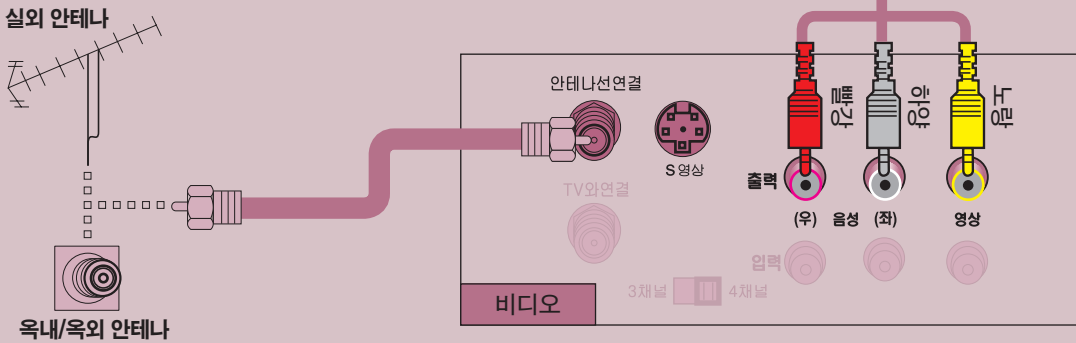 실외 안테나
안테나선연결
빨강
하양
노랑
S 영상
출력
TV와연결
(우) 음성 (좌) 영상
입력
3채널 4채널
비디오
옥내/옥외 안테나